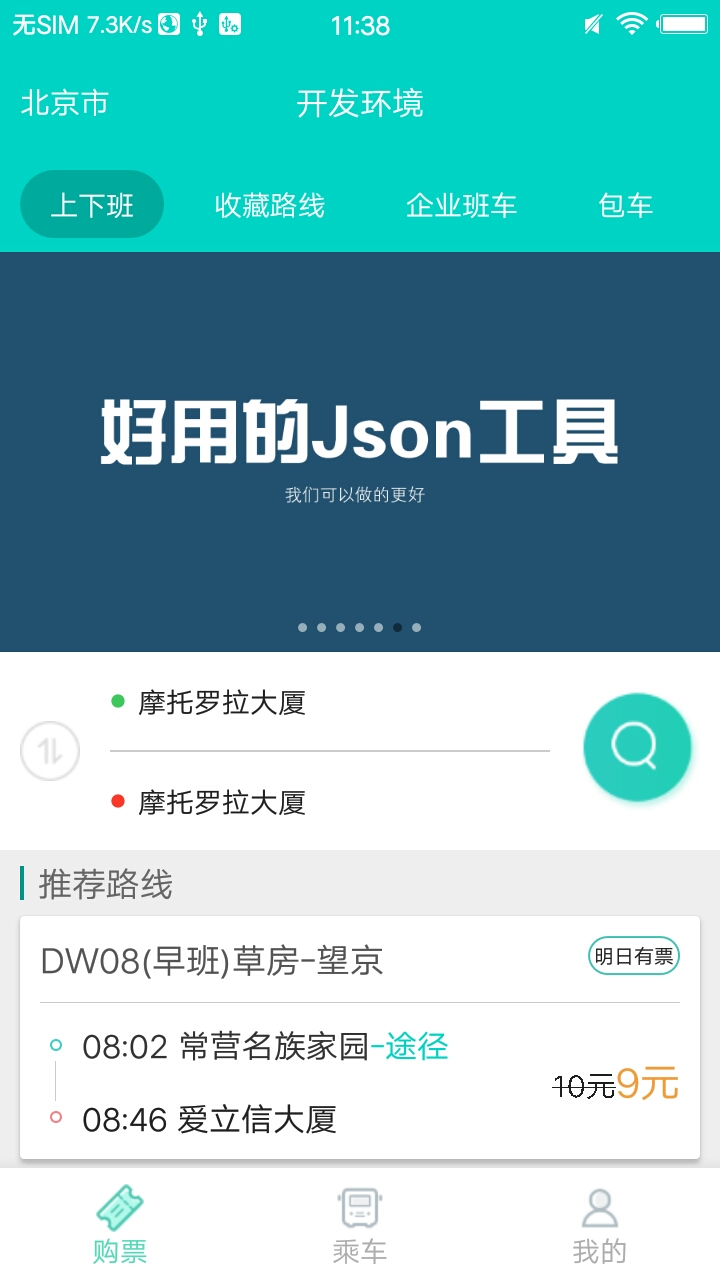 无SIM 7.3K/s 11:38
北京市 开发环境
上下班 收藏路线 企业班车 包车
好用的Json工具
我们可以做的更好
摩托罗拉大厦
摩托罗拉大厦
推荐路线
DW08(早班)草房-望京 明日有票
08:02 常营名族家园-途径
10元9元
08:46 爱立信大厦
购票 乘车 我的